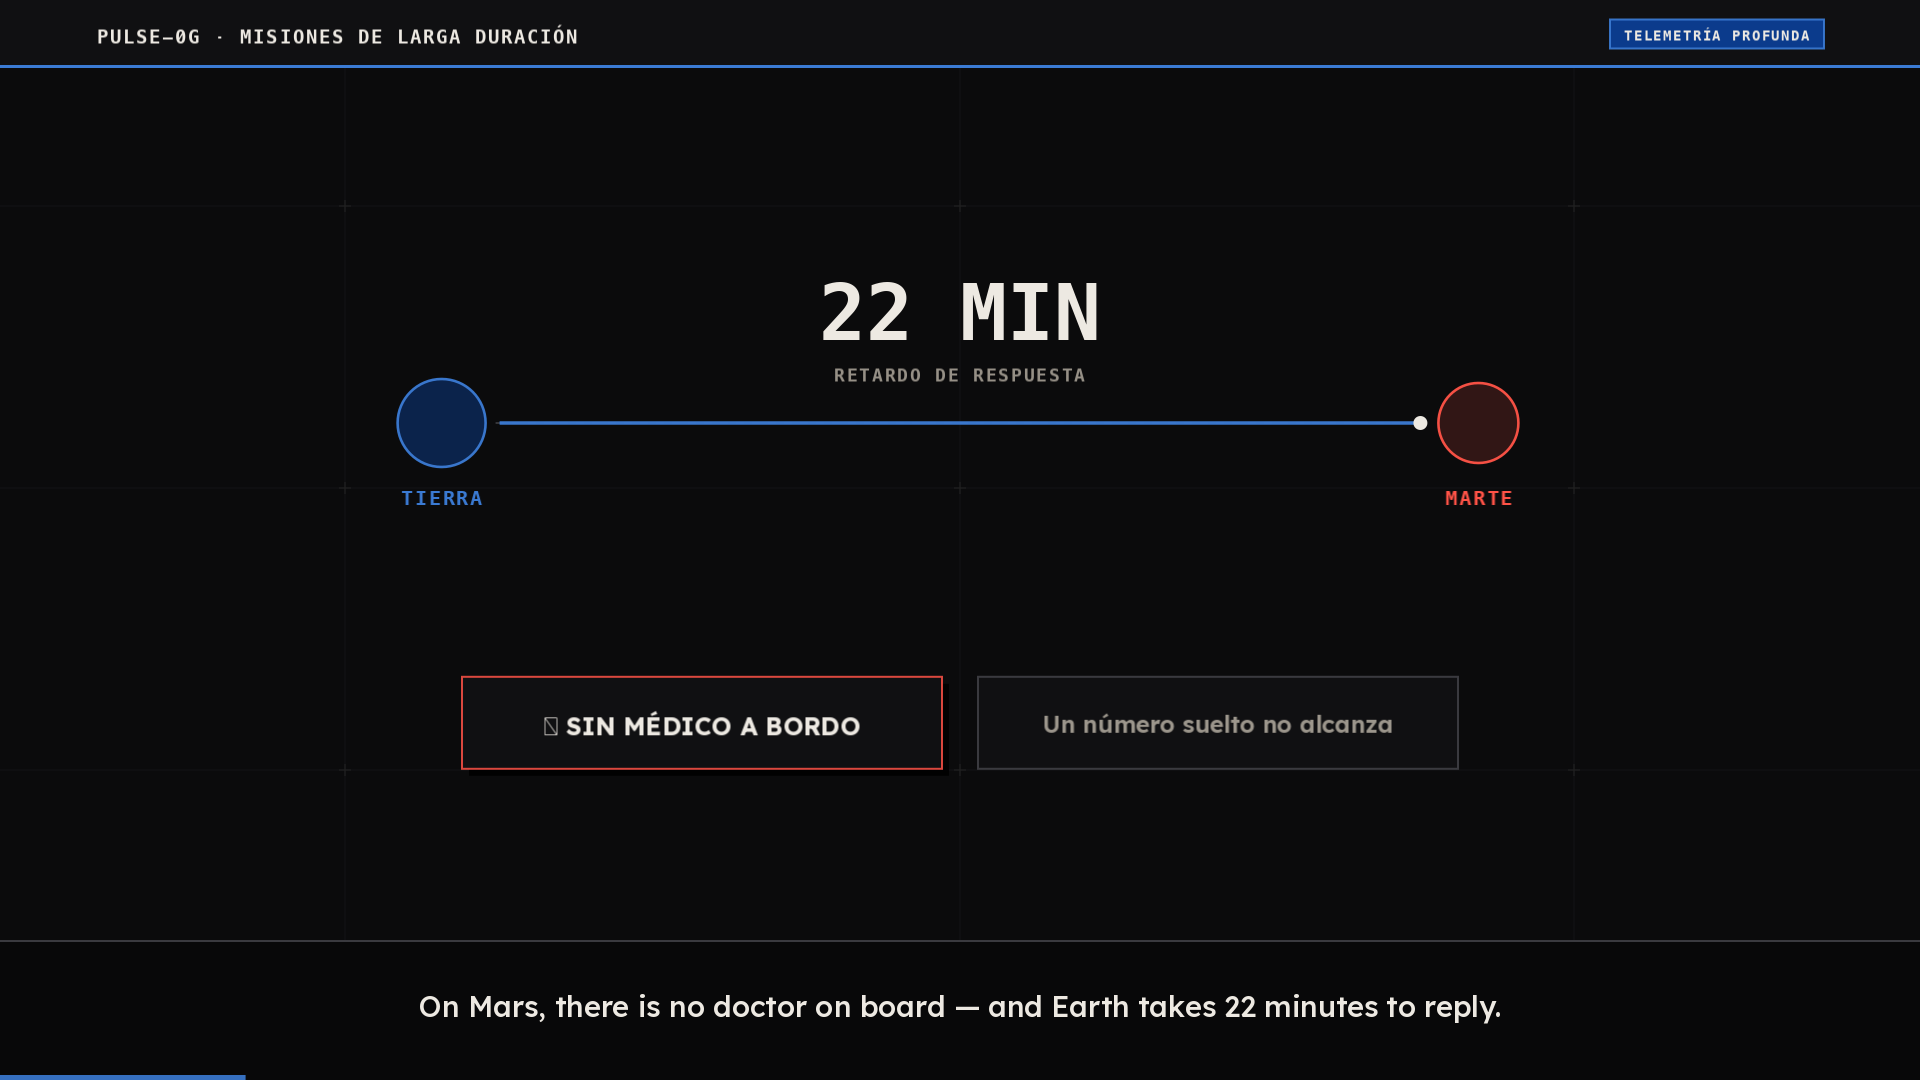 PULSE–0G · MISIONES DE LARGA DURACIÓN
TELEMETRÍA PROFUNDA
22 MIN
RETARDO DE RESPUESTA
TIERRA
MARTE
SIN MÉDICO A BORDO
Un número suelto no alcanza
On Mars, there is no doctor on board — and Earth takes 22 minutes to reply.